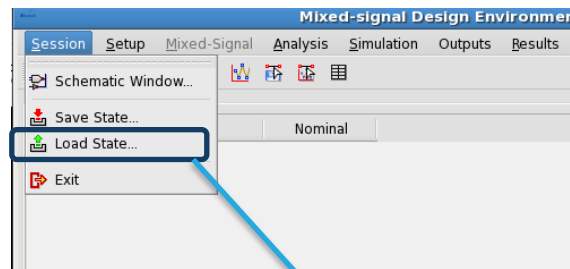 Mixed-signal Design Environmen
Session Setup Mixed-Signal Analysis Simulation Outputs Results
Schematic Window...
Save State...
Nominal
Load State...
Exit